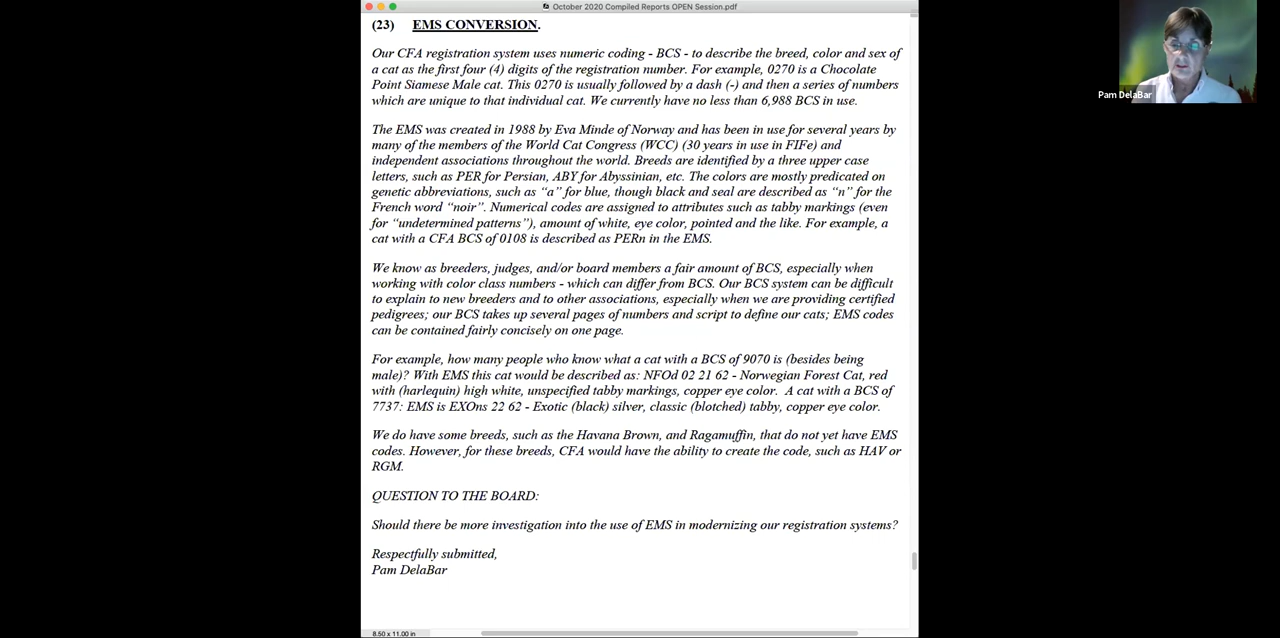 October 2020 Compiled Reports OPEN Session.pdf
(23) EMS CONVERSION.
Our CFA registration system uses numeric coding - BCS - to describe the breed, color and sex of
a cat as the first four (4) digits of the registration number. For example, 0270 is a Chocolate
Point Siamese Male cat. This 0270 is usually followed by a dash (-) and then a series of numbers
which are unique to that individual cat. We currently have no less than 6,988 BCS in use.
The EMS was created in 1988 by Eva Minde of Norway and has been in use for several years by
many of the members of the World Cat Congress (WCC) (30 years in use in FIFe) and
independent associations throughout the world. Breeds are identified by a three upper case
letters, such as PER for Persian, ABY for Abyssinian, etc. The colors are mostly predicated on
genetic abbreviations, such as “a” for blue, though black and seal are described as “n” for the
French word “noir”. Numerical codes are assigned to attributes such as tabby markings (even
for “undetermined patterns”), amount of white, eye color, pointed and the like. For example, a
cat with a CFA BCS of 0108 is described as PERn in the EMS.
We know as breeders, judges, and/or board members a fair amount of BCS, especially when
working with color class numbers - which can differ from BCS. Our BCS system can be difficult
to explain to new breeders and to other associations, especially when we are providing certified
pedigrees; our BCS takes up several pages of numbers and script to define our cats; EMS codes
can be contained fairly concisely on one page.
For example, how many people who know what a cat with a BCS of 9070 is (besides being
male)? With EMS this cat would be described as: NFOd 02 21 62 - Norwegian Forest Cat, red
with (harlequin) high white, unspecified tabby markings, copper eye color. A cat with a BCS of
7737: EMS is EXOns 22 62 - Exotic (black) silver, classic (blotched) tabby, copper eye color.
We do have some breeds, such as the Havana Brown, and Ragamuffin, that do not yet have EMS
codes. However, for these breeds, CFA would have the ability to create the code, such as HAV or
RGM.
QUESTION TO THE BOARD:
Should there be more investigation into the use of EMS in modernizing our registration systems?
Respectfully submitted,
Pam DelaBar
8.50 x 11.00 in
Pam DelaBar